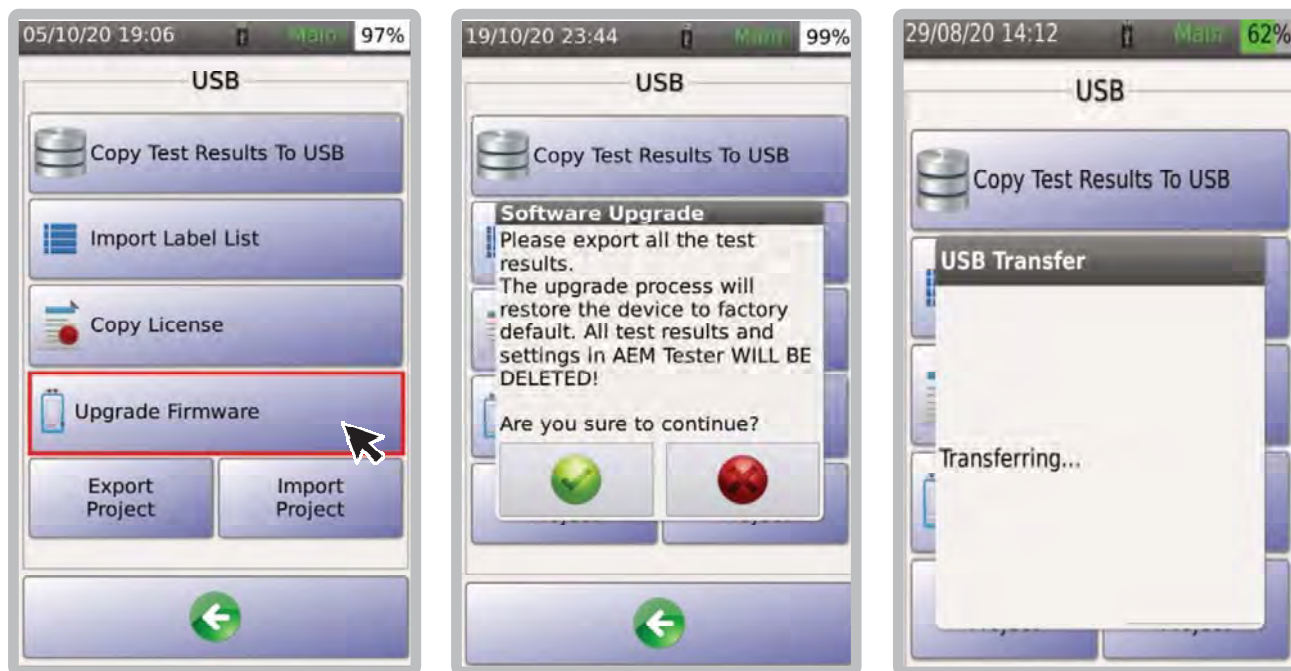 05/10/20 19:06 Main 97%
USB
Copy Test Results To USB
Import Label List
Copy License
Upgrade Firmware
Export
Project
Import
Project
19/10/20 23:44 Main 99%
USB
Copy Test Results To USB
Software Upgrade
Please export all the test
results.
The upgrade process will
restore the device to factory
default. All test results and
settings in AEM Tester WILL BE
DELETED!
Are you sure to continue?
29/08/20 14:12 Main 62%
USB
Copy Test Results To USB
USB Transfer
Transferring...